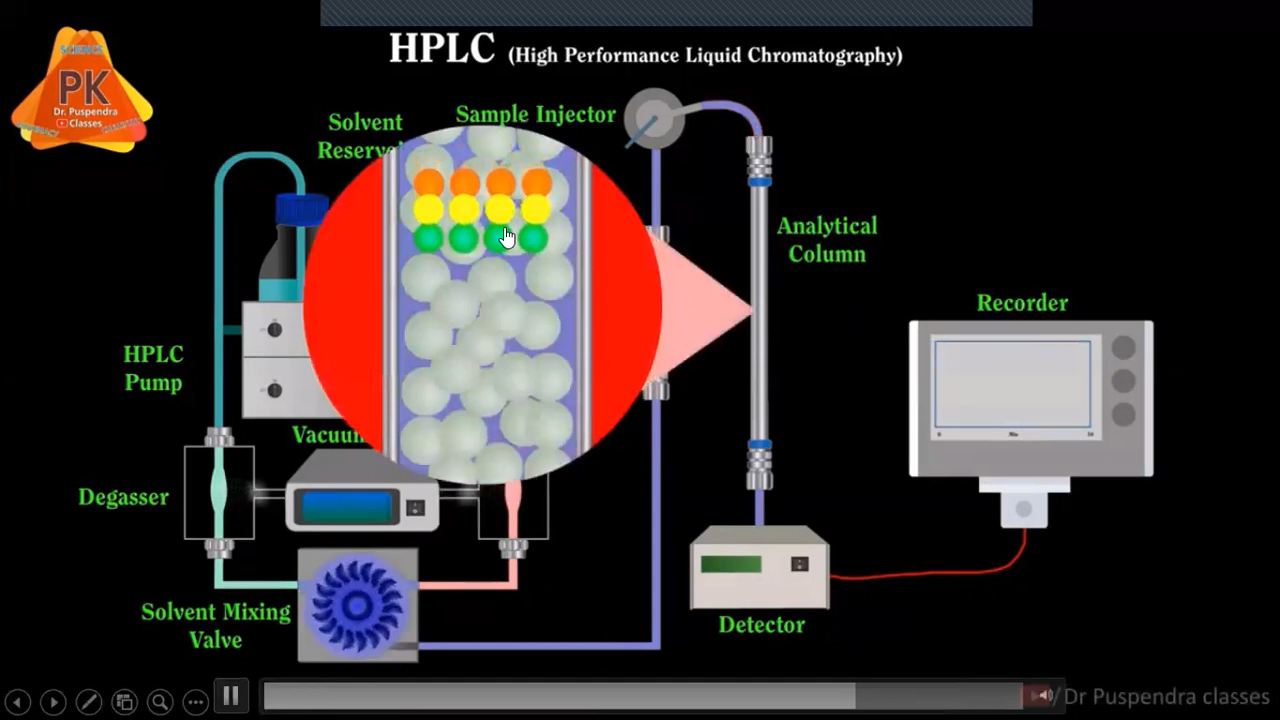 HPLC (High Performance Liquid Chromatography)
SCIENCE
PK
Dr. Puspendra
Classes
Solvent
Sample Injector
Analytical
Column
Recorder
HPLC
Pump
Degasser
Solvent Mixing
Valve
Detector
/Dr Puspendra classes